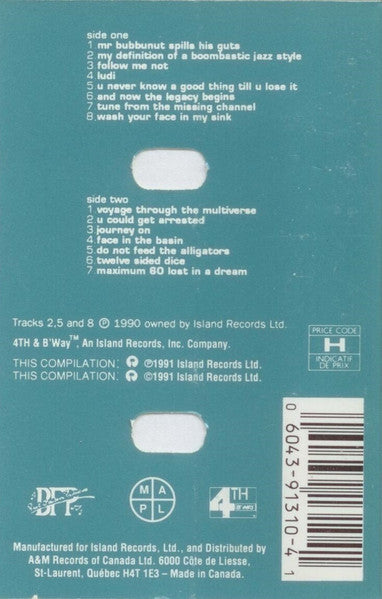 side one
1 mr bubbunut spills his guts
2 my definition of a boombastic jazz style
3 follow me not
4 ludi
5 u never know a good thing till u lose it
6 and now the legacy begins
7 tune from the missing channel
8 wash your face in my sink
side two
1 voyage through the multiverse
2 u could get arrested
3 journey on
4 face in the basin
5 do not feed the alligators
6 twelve sided dice
7 maximum 60 lost in a dream
Tracks 2,5 and 8 ℗ 1990 owned by Island Records Ltd.
4TH & B'Way™, An Island Records, Inc. Company.
THIS COMPILATION: ℗1991 Island Records Ltd.
THIS COMPILATION: ©1991 Island Records Ltd.
PRICE CODE
H
INDICATIF
DE PRIX
0 6043-91310-4 1
BFP
M A
P L
4TH
B'WAY
Manufactured for Island Records, Ltd., and Distributed by
A&M Records of Canada Ltd. 6000 Côte de Liesse,
St-Laurent, Québec H4T 1E3 – Made in Canada.